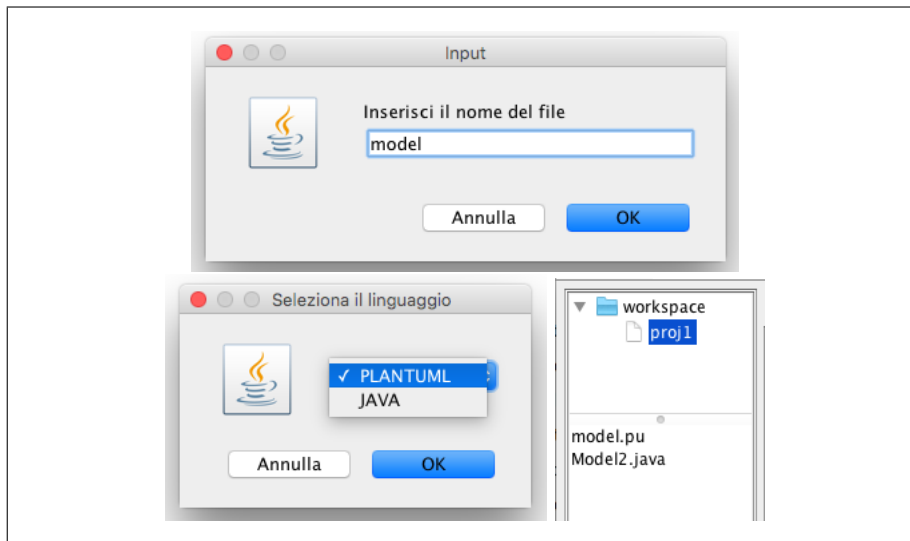 Input
Inserisci il nome del file
model
Annulla
OK
Seleziona il linguaggio
✓ PLANTUML
JAVA
Annulla
OK
workspace
proj1
model.pu
Model2.java